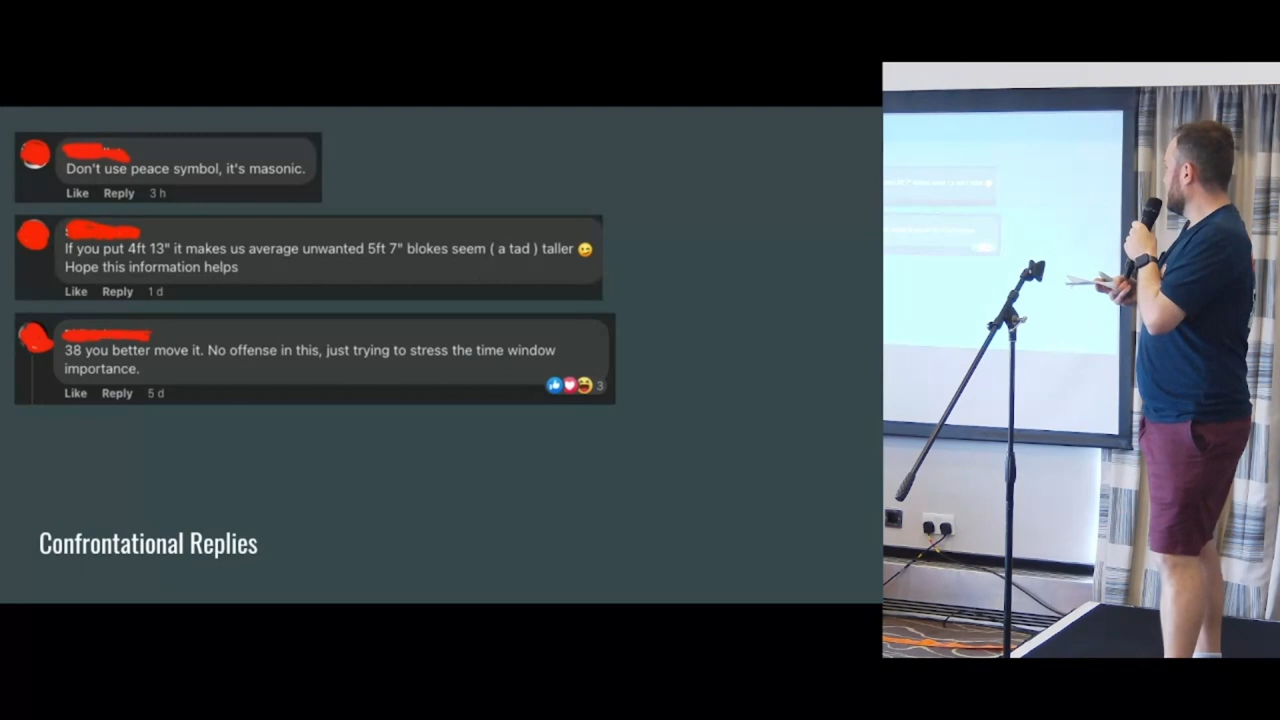 Don't use peace symbol, it's masonic.
Like Reply 3 h
If you put 4ft 13" it makes us average unwanted 5ft 7" blokes seem ( a tad ) taller 😉
Hope this information helps
Like Reply 1 d
38 you better move it. No offense in this, just trying to stress the time window
importance.
Like Reply 5 d 3
Confrontational Replies